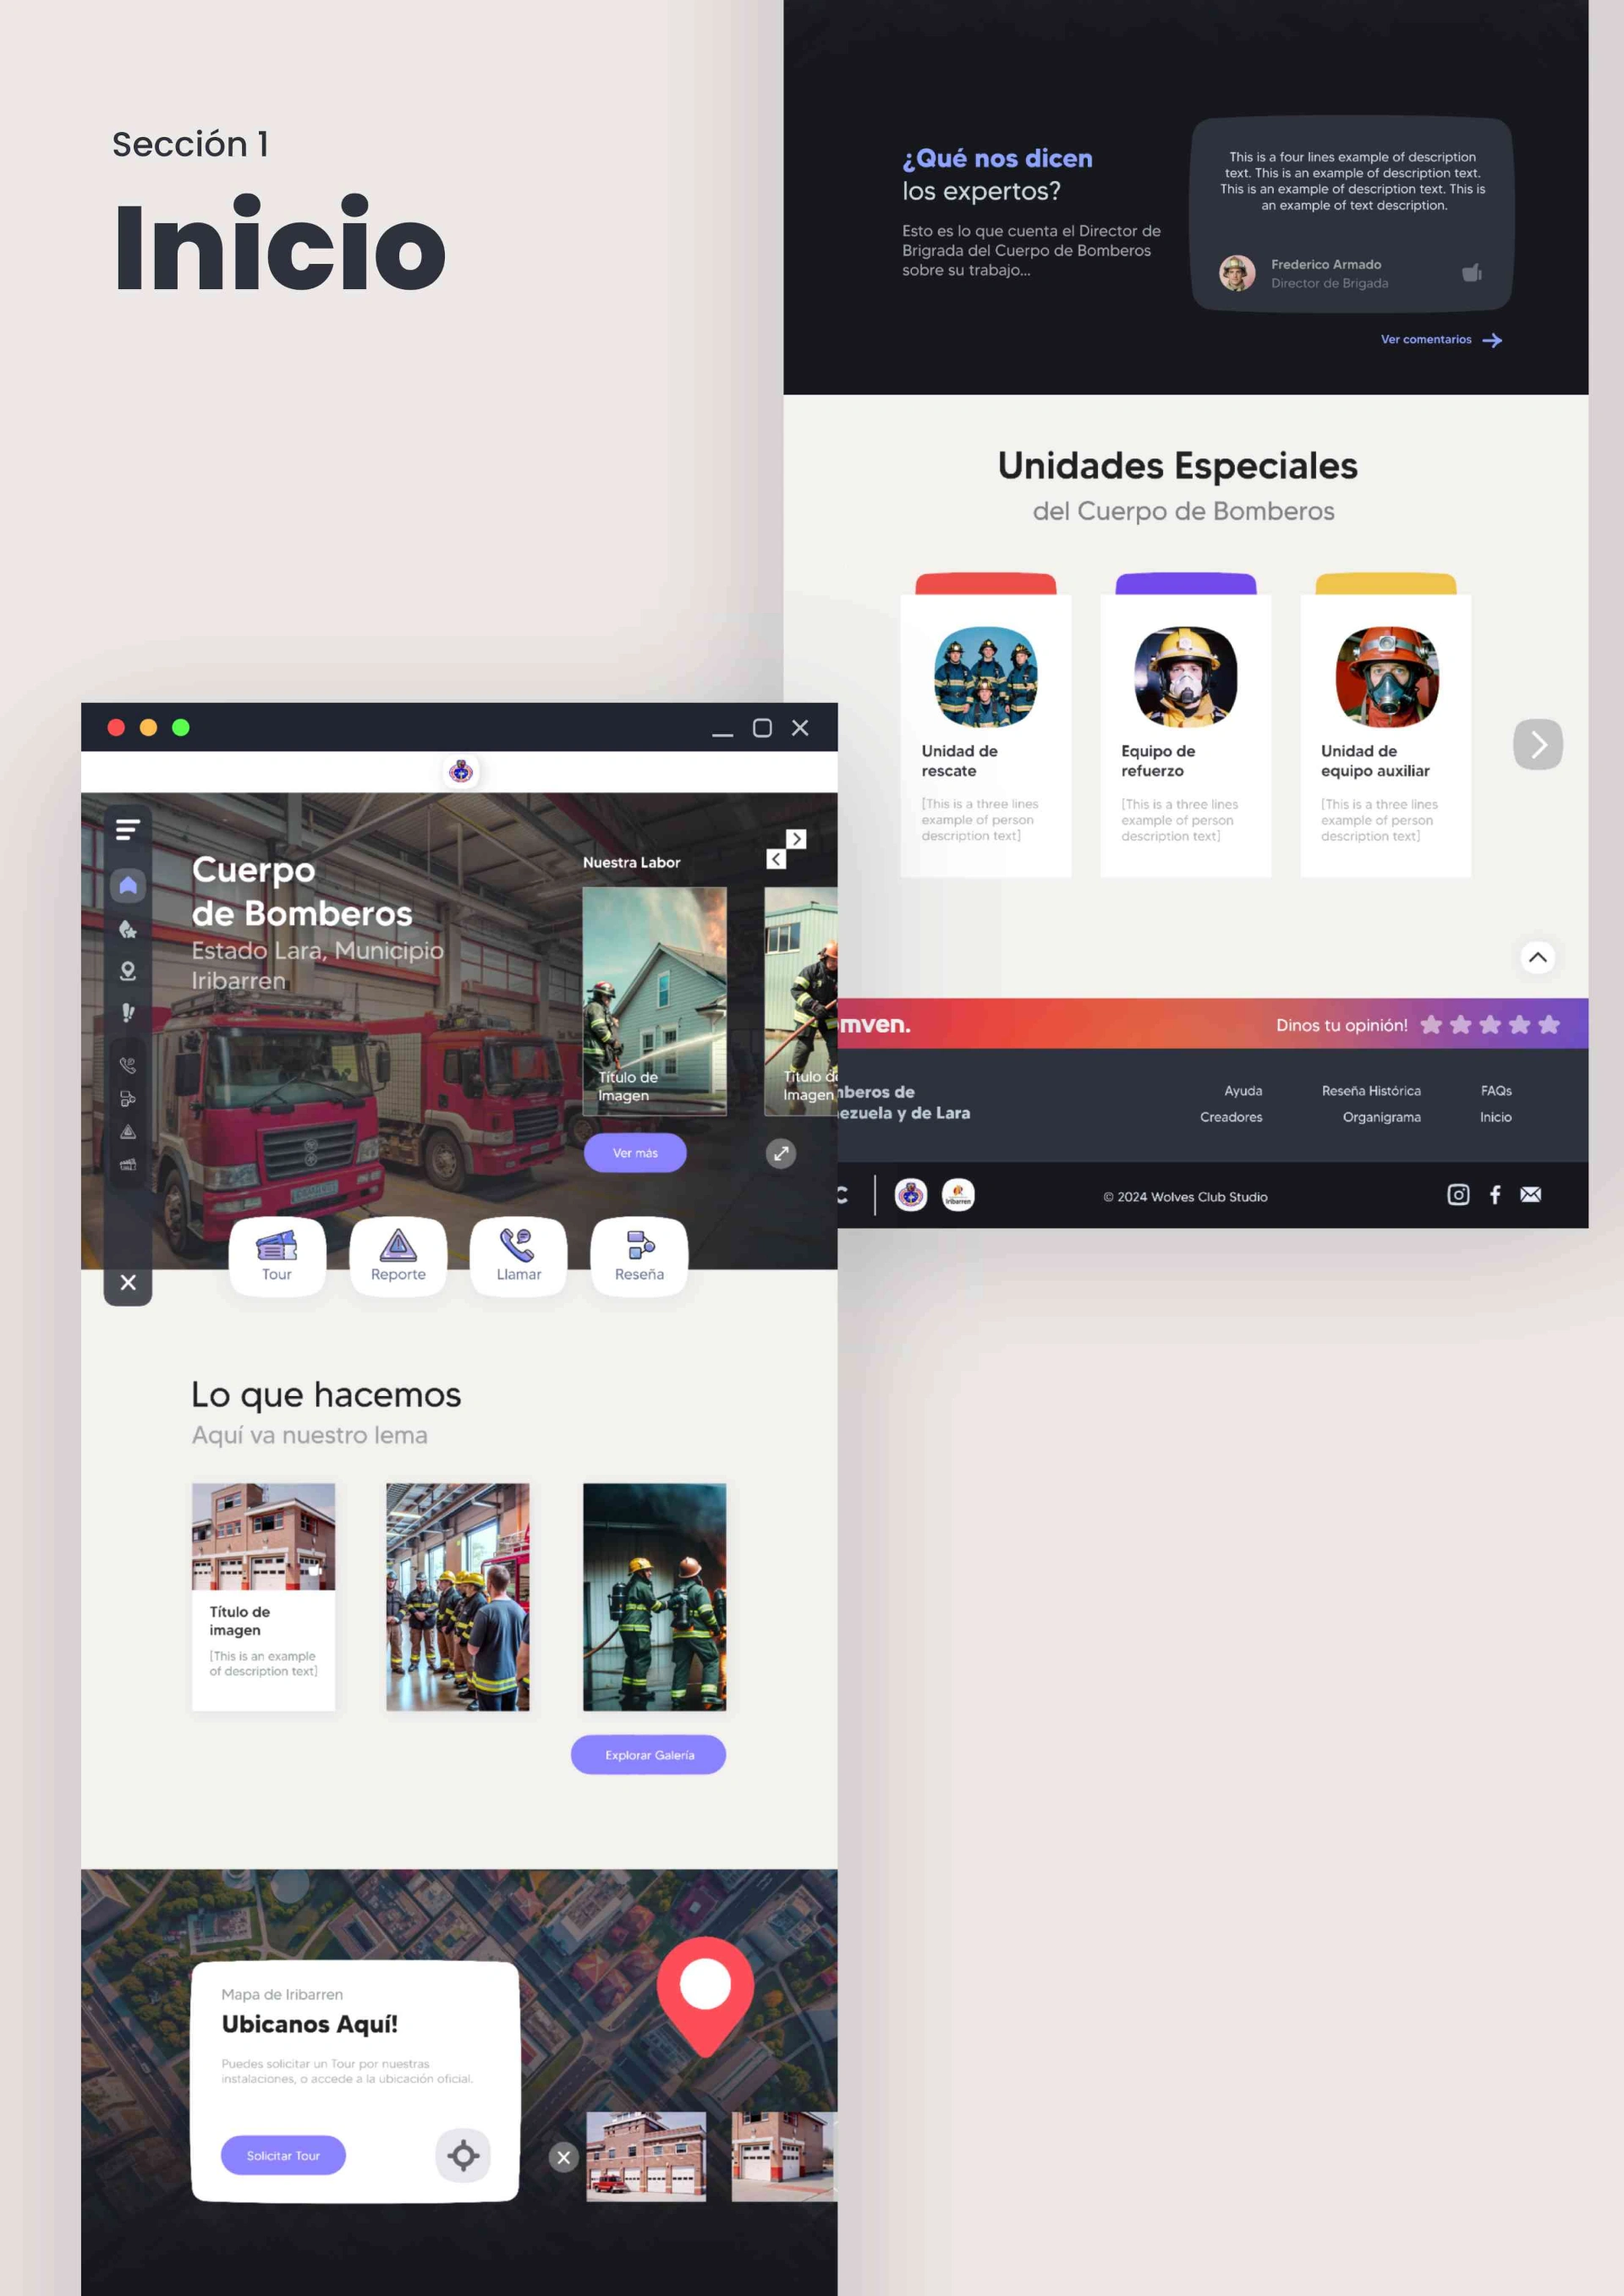 Sección 1
Inicio
¿Qué nos dicen
los expertos?
Esto es lo que cuenta el Director de
Brigada del Cuerpo de Bomberos
sobre su trabajo...
This is a four lines example of description
text. This is an example of description text.
This is an example of description text. This is
an example of text description.
Frederico Armado
Director de Brigada
Ver comentarios
Unidades Especiales
del Cuerpo de Bomberos
Unidad de
rescate
[This is a three lines
example of person
description text]
Equipo de
refuerzo
[This is a three lines
example of person
description text]
Unidad de
equipo auxiliar
[This is a three lines
example of person
description text]
mven.
Dinos tu opinión!
mberos de
ezuela y de Lara
Ayuda
Creadores
Reseña Histórica
Organigrama
FAQs
Inicio
C
Iribarren
© 2024 Wolves Club Studio
Cuerpo
de Bomberos
Estado Lara, Municipio
Iribarren
Nuestra Labor
Título de
Imagen
Título de
Imagen
Ver más
Tour
Reporte
Llamar
Reseña
Lo que hacemos
Aquí va nuestro lema
Título de
imagen
[This is an example
of description text]
Explorar Galería
Mapa de Iribarren
Ubicanos Aquí!
Puedes solicitar un Tour por nuestras
instalaciones, o accede a la ubicación oficial.
Solicitar Tour